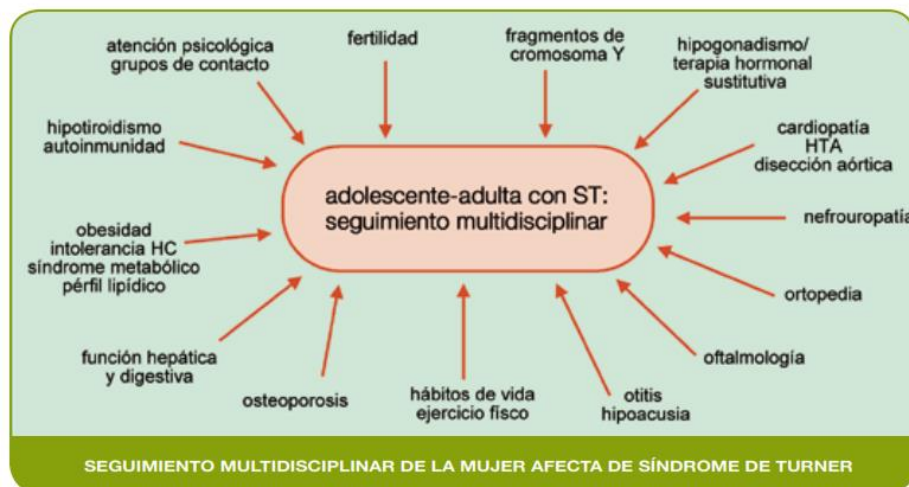 atención psicológica
grupos de contacto
fertilidad
fragmentos de
cromosoma Y
hipogonadismo/
terapia hormonal
sustitutiva
hipotiroidismo
autoinmunidad
cardiopatía
HTA
disección aórtica
adolescente-adulta con ST:
seguimiento multidisciplinar
nefrouropatía
obesidad
intolerancia HC
síndrome metabólico
pérfil lipídico
ortopedia
función hepática
y digestiva
oftalmología
osteoporosis
hábitos de vida
ejercicio físco
otitis
hipoacusia
SEGUIMIENTO MULTIDISCIPLINAR DE LA MUJER AFECTA DE SÍNDROME DE TURNER